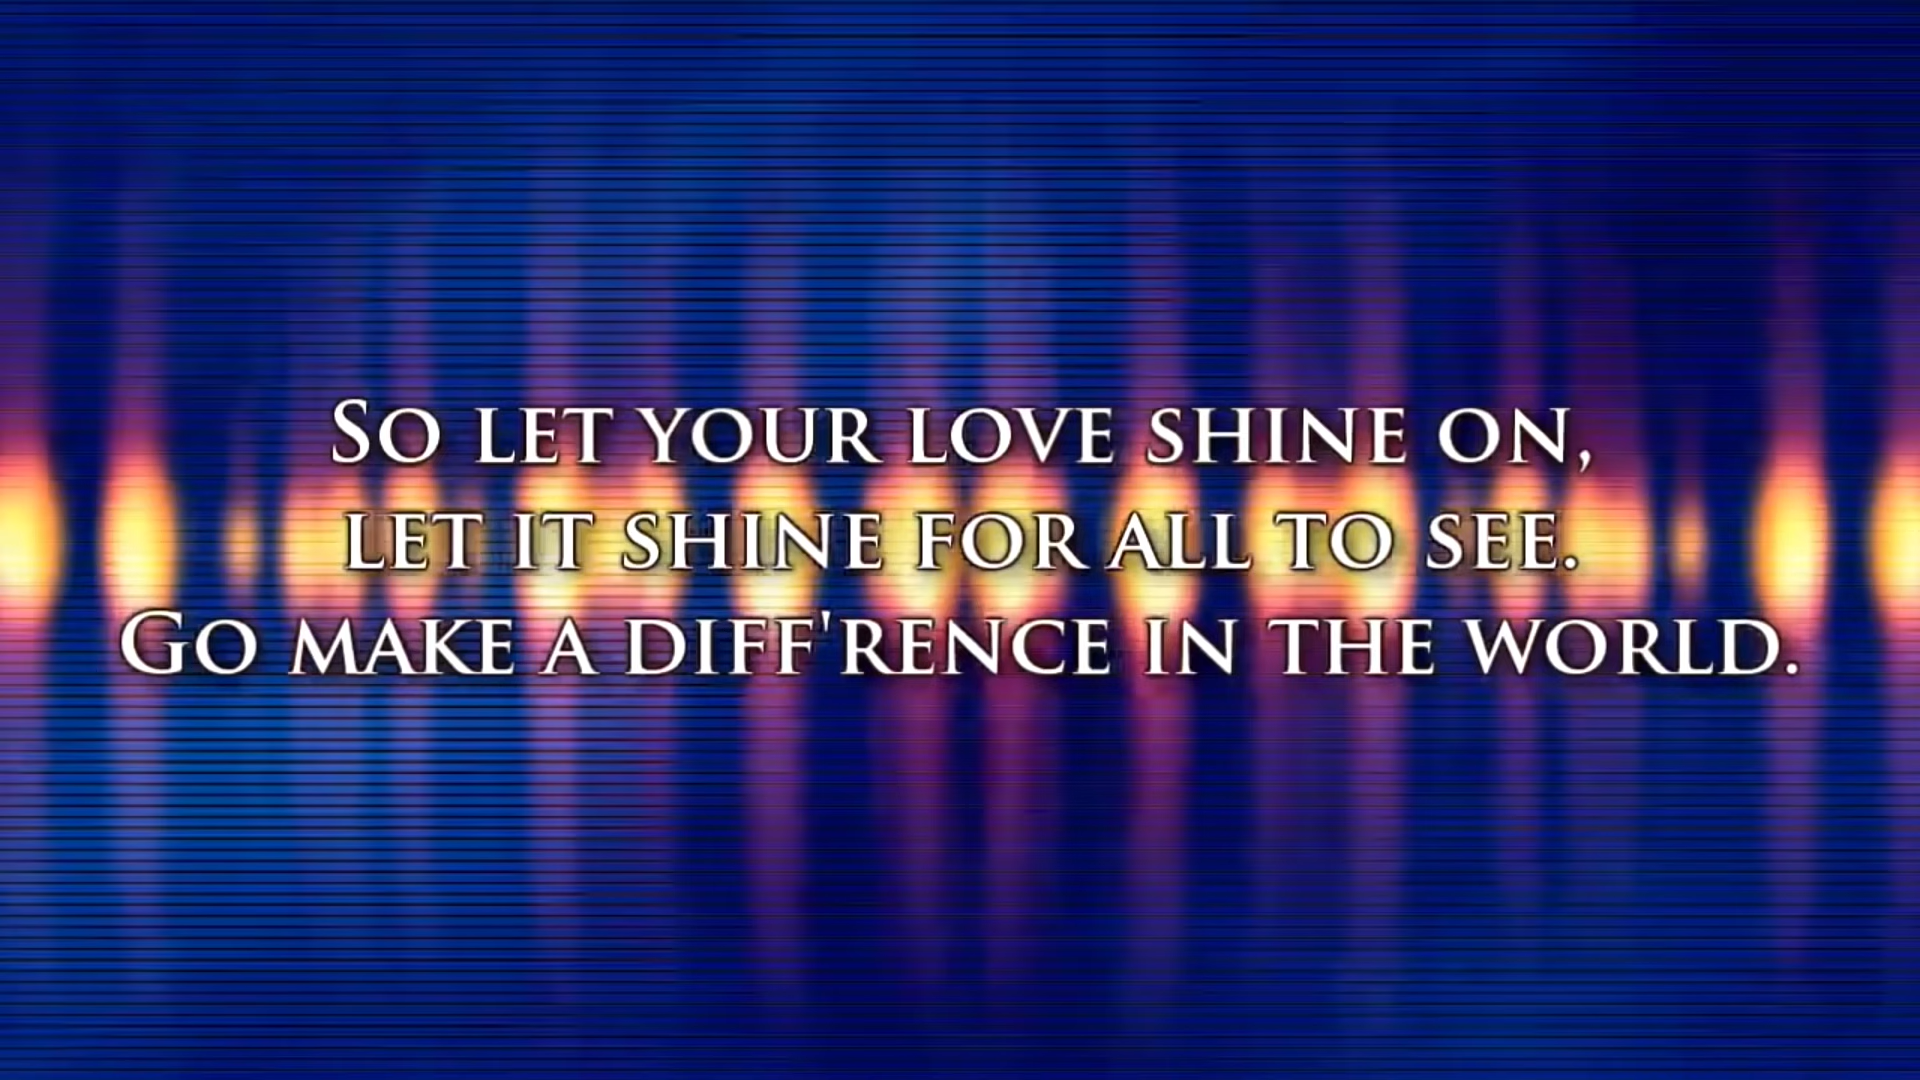 So let your love shine on,
let it shine for all to see.
Go make a diff'rence in the world.